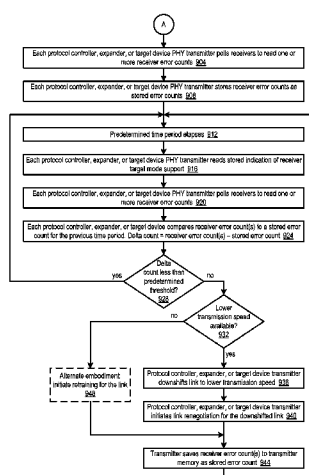 A
Each protocol controller, expander, or target device PHY transmitter polls receivers to read one or
more receiver error counts 904
Each protocol controller, expander, or target device PHY transmitter stores receiver error counts as
stored error counts 908
Predetermined time period elapses 912
Each protocol controller, expander, or target device PHY transmitter reads stored indication of receiver
target mode support 916
Each protocol controller, expander, or target device PHY transmitter polls receivers to read one or
more receiver error counts 920
Each protocol controller, expander, or target device compares receiver error count(s) to a stored error
count for the previous time period. Delta count = receiver error count(s) – stored error count 924
yes
Delta
count less than
predetermined
threshold?
928
no
no
Lower
transmission speed
available?
932
yes
Alternate embodiment
initiate retraining for the link
948
Protocol controller, expander, or target device transmitter
downshifts link to lower transmission speed 936
Protocol controller, expander, or target device transmitter
initiates link renegotiation for the downshifted link 940
Transmitter saves receiver error count(s) to transmitter
memory as stored error count 944